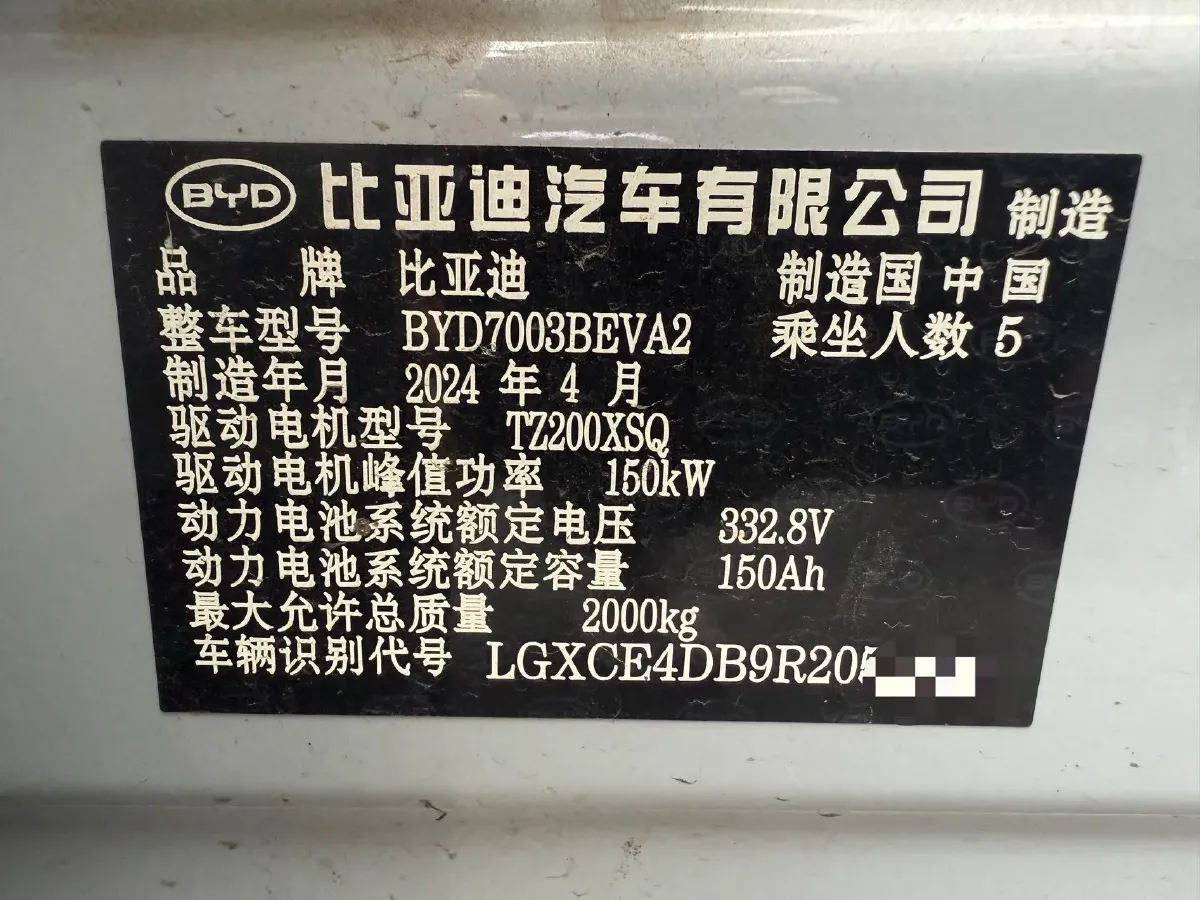 BYD 比亚迪汽车有限公司 制造
品牌 比亚迪 制造国 中国
整车型号 BYD7003BEVA2 乘坐人数 5
制造年月 2024 年 4 月
驱动电机型号 TZ200XSQ
驱动电机峰值功率 150kW
动力电池系统额定电压 332.8V
动力电池系统额定容量 150Ah
最大允许总质量 2000kg
车辆识别代号 LGXCE4DB9R20